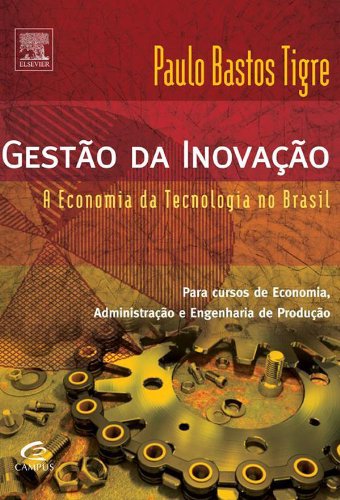 ELSEVIER
Paulo Bastos Tigre
GESTÃO DA INOVAÇÃO
A Economia da Tecnologia no Brasil
Para cursos de Economia,
Administração e Engenharia de Produção
CAMPUS